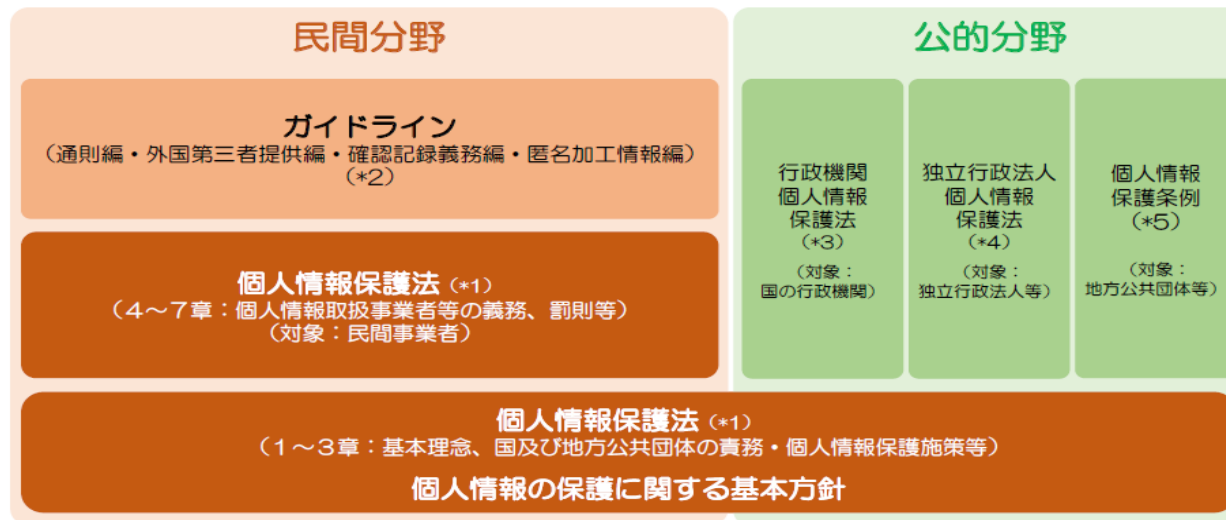 民間分野
ガイドライン
（通則編・外国第三者提供編・確認記録義務編・匿名加工情報編）
（*2）
個人情報保護法（*1）
（４～７章：個人情報取扱事業者等の義務、罰則等）
（対象：民間事業者）
公的分野
行政機関
個人情報
保護法
（*3）
（対象：
国の行政機関）
独立行政法人
個人情報
保護法
（*4）
（対象：
独立行政法人等）
個人情報
保護条例
（*5）
（対象：
地方公共団体等）
個人情報保護法（*1）
（１～３章：基本理念、国及び地方公共団体の責務・個人情報保護施策等）
個人情報の保護に関する基本方針